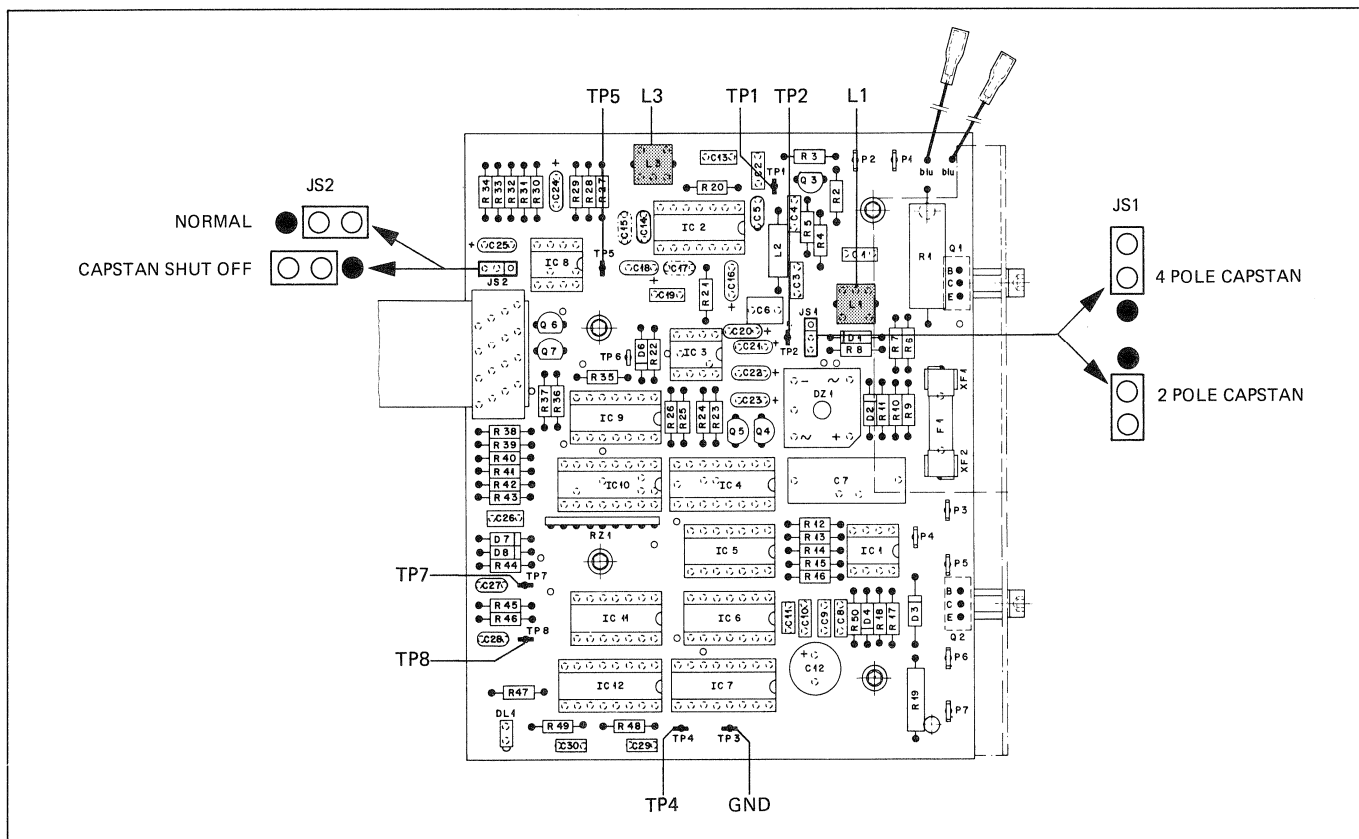 TP5 L3 TP1 TP2 L1
JS2
NORMAL
CAPSTAN SHUT OFF
JS1
4 POLE CAPSTAN
2 POLE CAPSTAN
TP7
TP8
TP4 GND
R34
R33
R32
R31
R30
+
C24
R29
R28
R27
L3
C13
C2
R3
P2
P1
blu
blu
R20
TP1
Q3
R2
C15
C14
IC 2
C5
C4
R5
R4
L2
C1
R1
Q1
B
C
E
+
C25
JS2
IC 8
TP5
C18
C17
+
C19
R21
C16
+
C3
C6
L1
JS1
Q6
Q7
TP6
D6
R22
IC 3
C20 +
C21 +
C22 +
C23 +
TP2
D1
R8
R7
R6
R35
R37
R36
IC 9
R26
R25
R24
R23
Q5
Q4
DZ1
-
~
~
+
D2
R11
R10
R9
XF1
F1
XF2
R38
R39
R40
R41
R42
R43
C26
IC10
IC 4
C7
RZ1
D7
D8
R44
IC 5
R12
R13
R14
R15
R16
IC 1
P3
P4
P5
C27
TP7
R45
R46
C28
TP8
IC 11
IC 6
C11
C10
C9
C8
R50
D4
R18
R17
D3
B
C
E
Q2
+
C12
IC12
IC 7
P6
R19
P7
R47
DL1
R49
R48
C30
C29
TP4
TP3